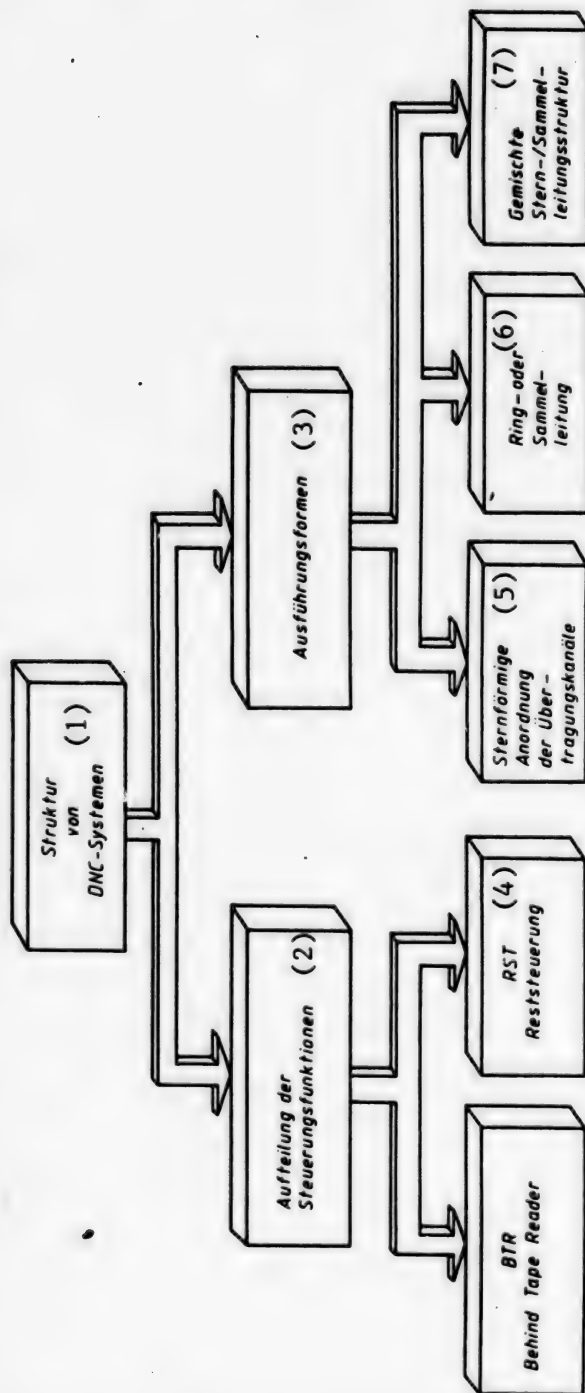 Struktur
von (1)
DNC-Systemen
Aufteilung der
Steuerungsfunktionen (2)
Ausführungsformen (3)
BTR
Behind Tape Reader
RST (4)
Reststeuerung
Sternförmige (5)
Anordnung
der Über-
tragungskanäle
Ring- oder (6)
Sammel-
leitung
Gemischte (7)
Stern-/Sammel-
leitungsstruktur